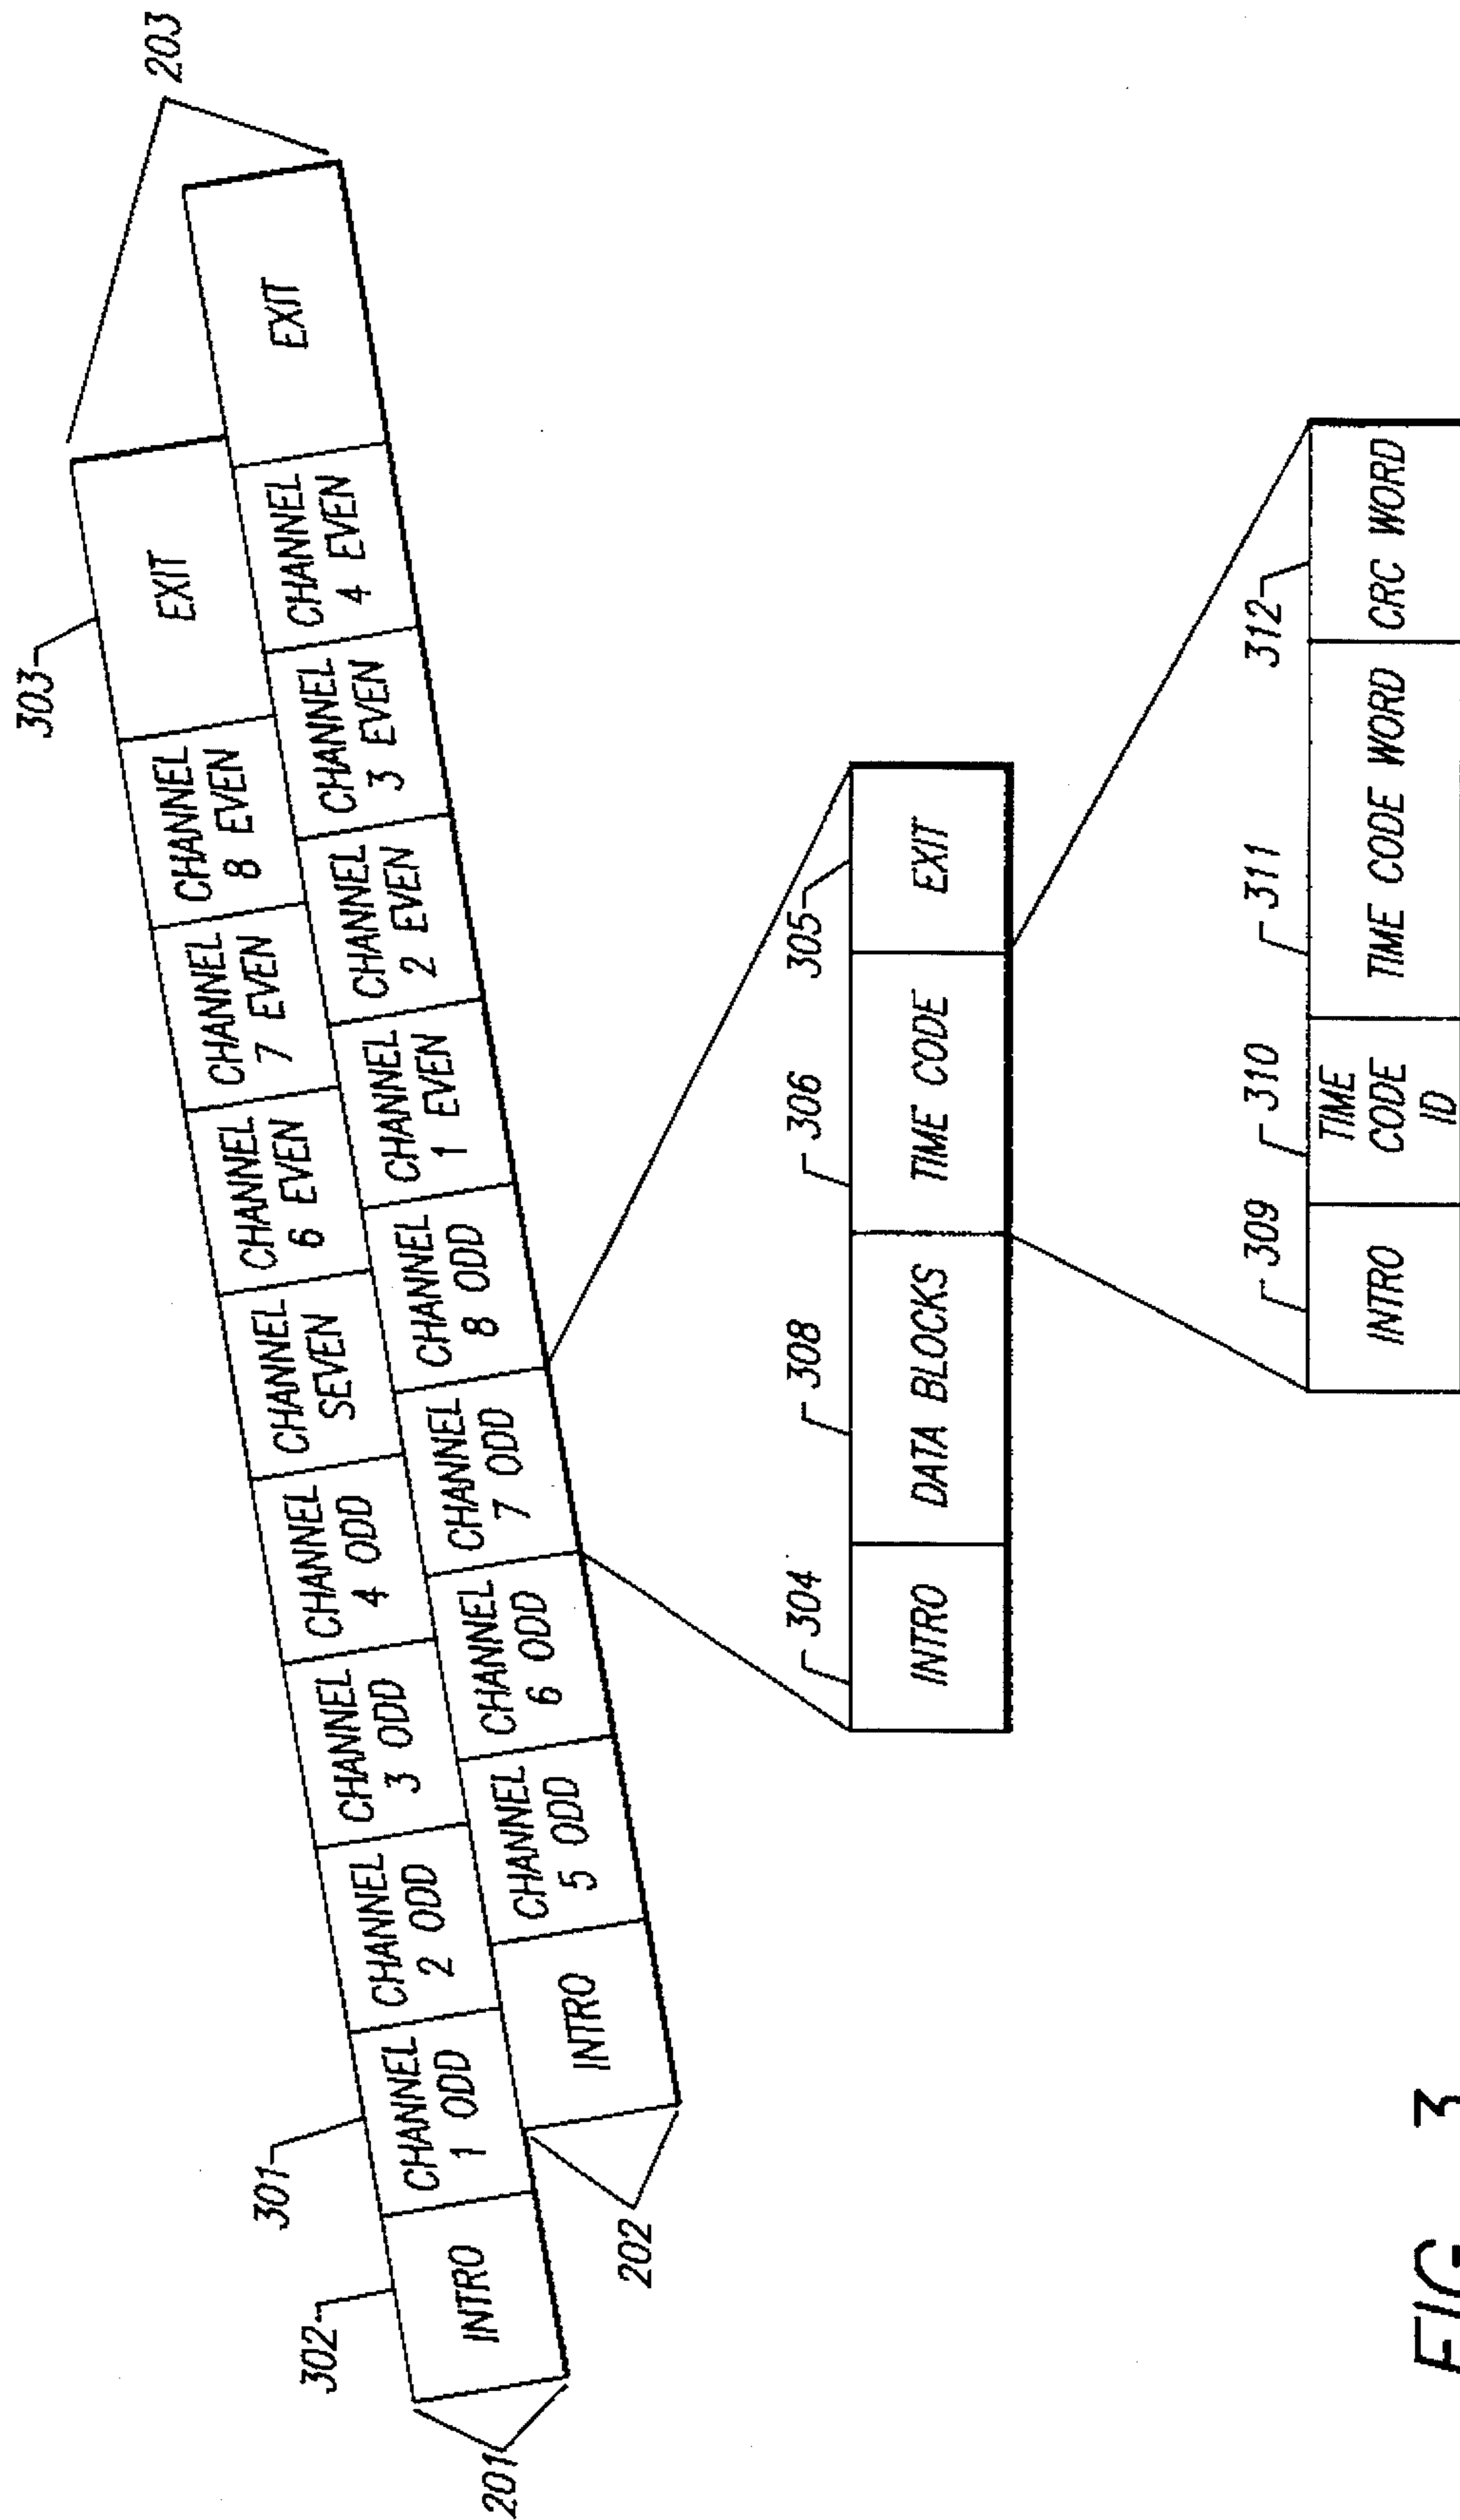 203
303
302
301
INTRO
CHANNEL
1 ODD
CHANNEL
2 ODD
CHANNEL
3 ODD
CHANNEL
4 ODD
CHANNEL
SEVEN
CHANNEL
6 EVEN
CHANNEL
7 EVEN
CHANNEL
8 EVEN
EXIT
201
202
INTRO
CHANNEL
5 ODD
CHANNEL
6 ODD
CHANNEL
7 ODD
CHANNEL
8 ODD
CHANNEL
1 EVEN
CHANNEL
2 EVEN
CHANNEL
3 EVEN
CHANNEL
4 EVEN
EXIT
304
308
306
305
INTRO
DATA BLOCKS
TIME CODE
EXIT
309
310
311
312
INTRO
TIME
CODE
ID
TIME CODE WORD
CRC WORD
FIG 3